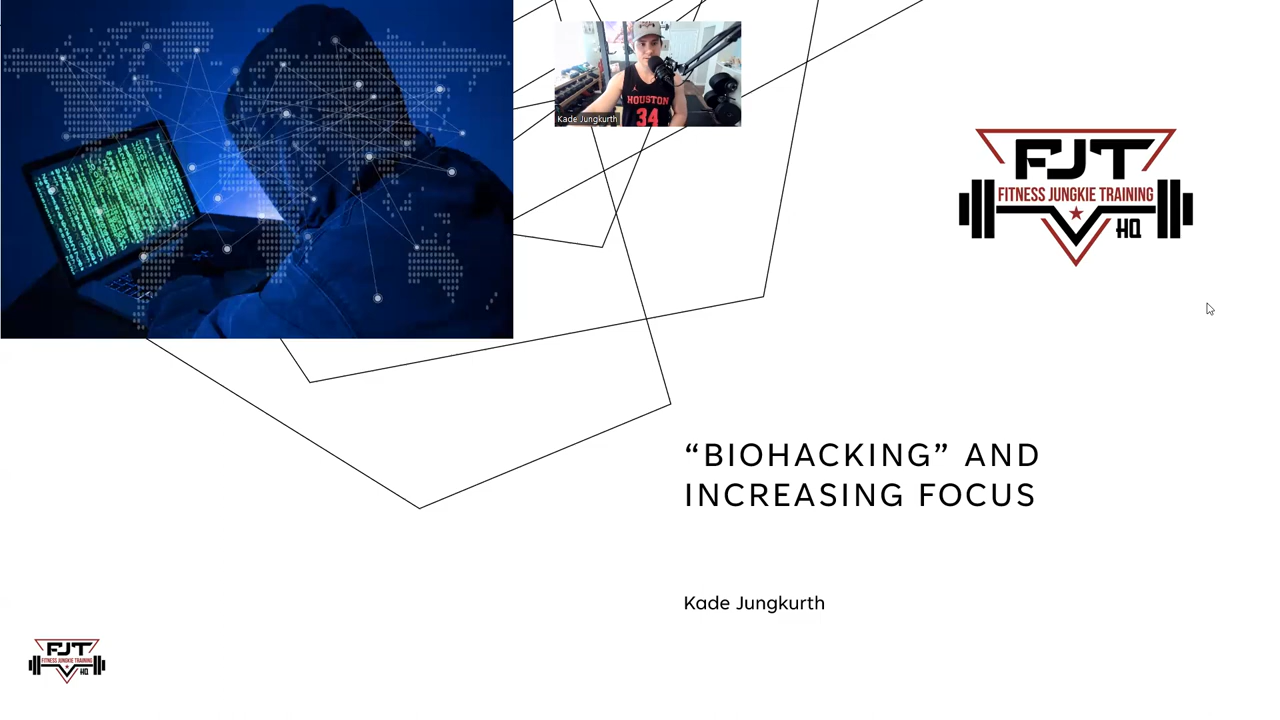 Kade Jungkurth
HOUSTON
34
FJT
FITNESS JUNGKIE TRAINING
HQ
“BIOHACKING” AND
INCREASING FOCUS
Kade Jungkurth
FJT
FITNESS JUNGKIE TRAINING
HQ